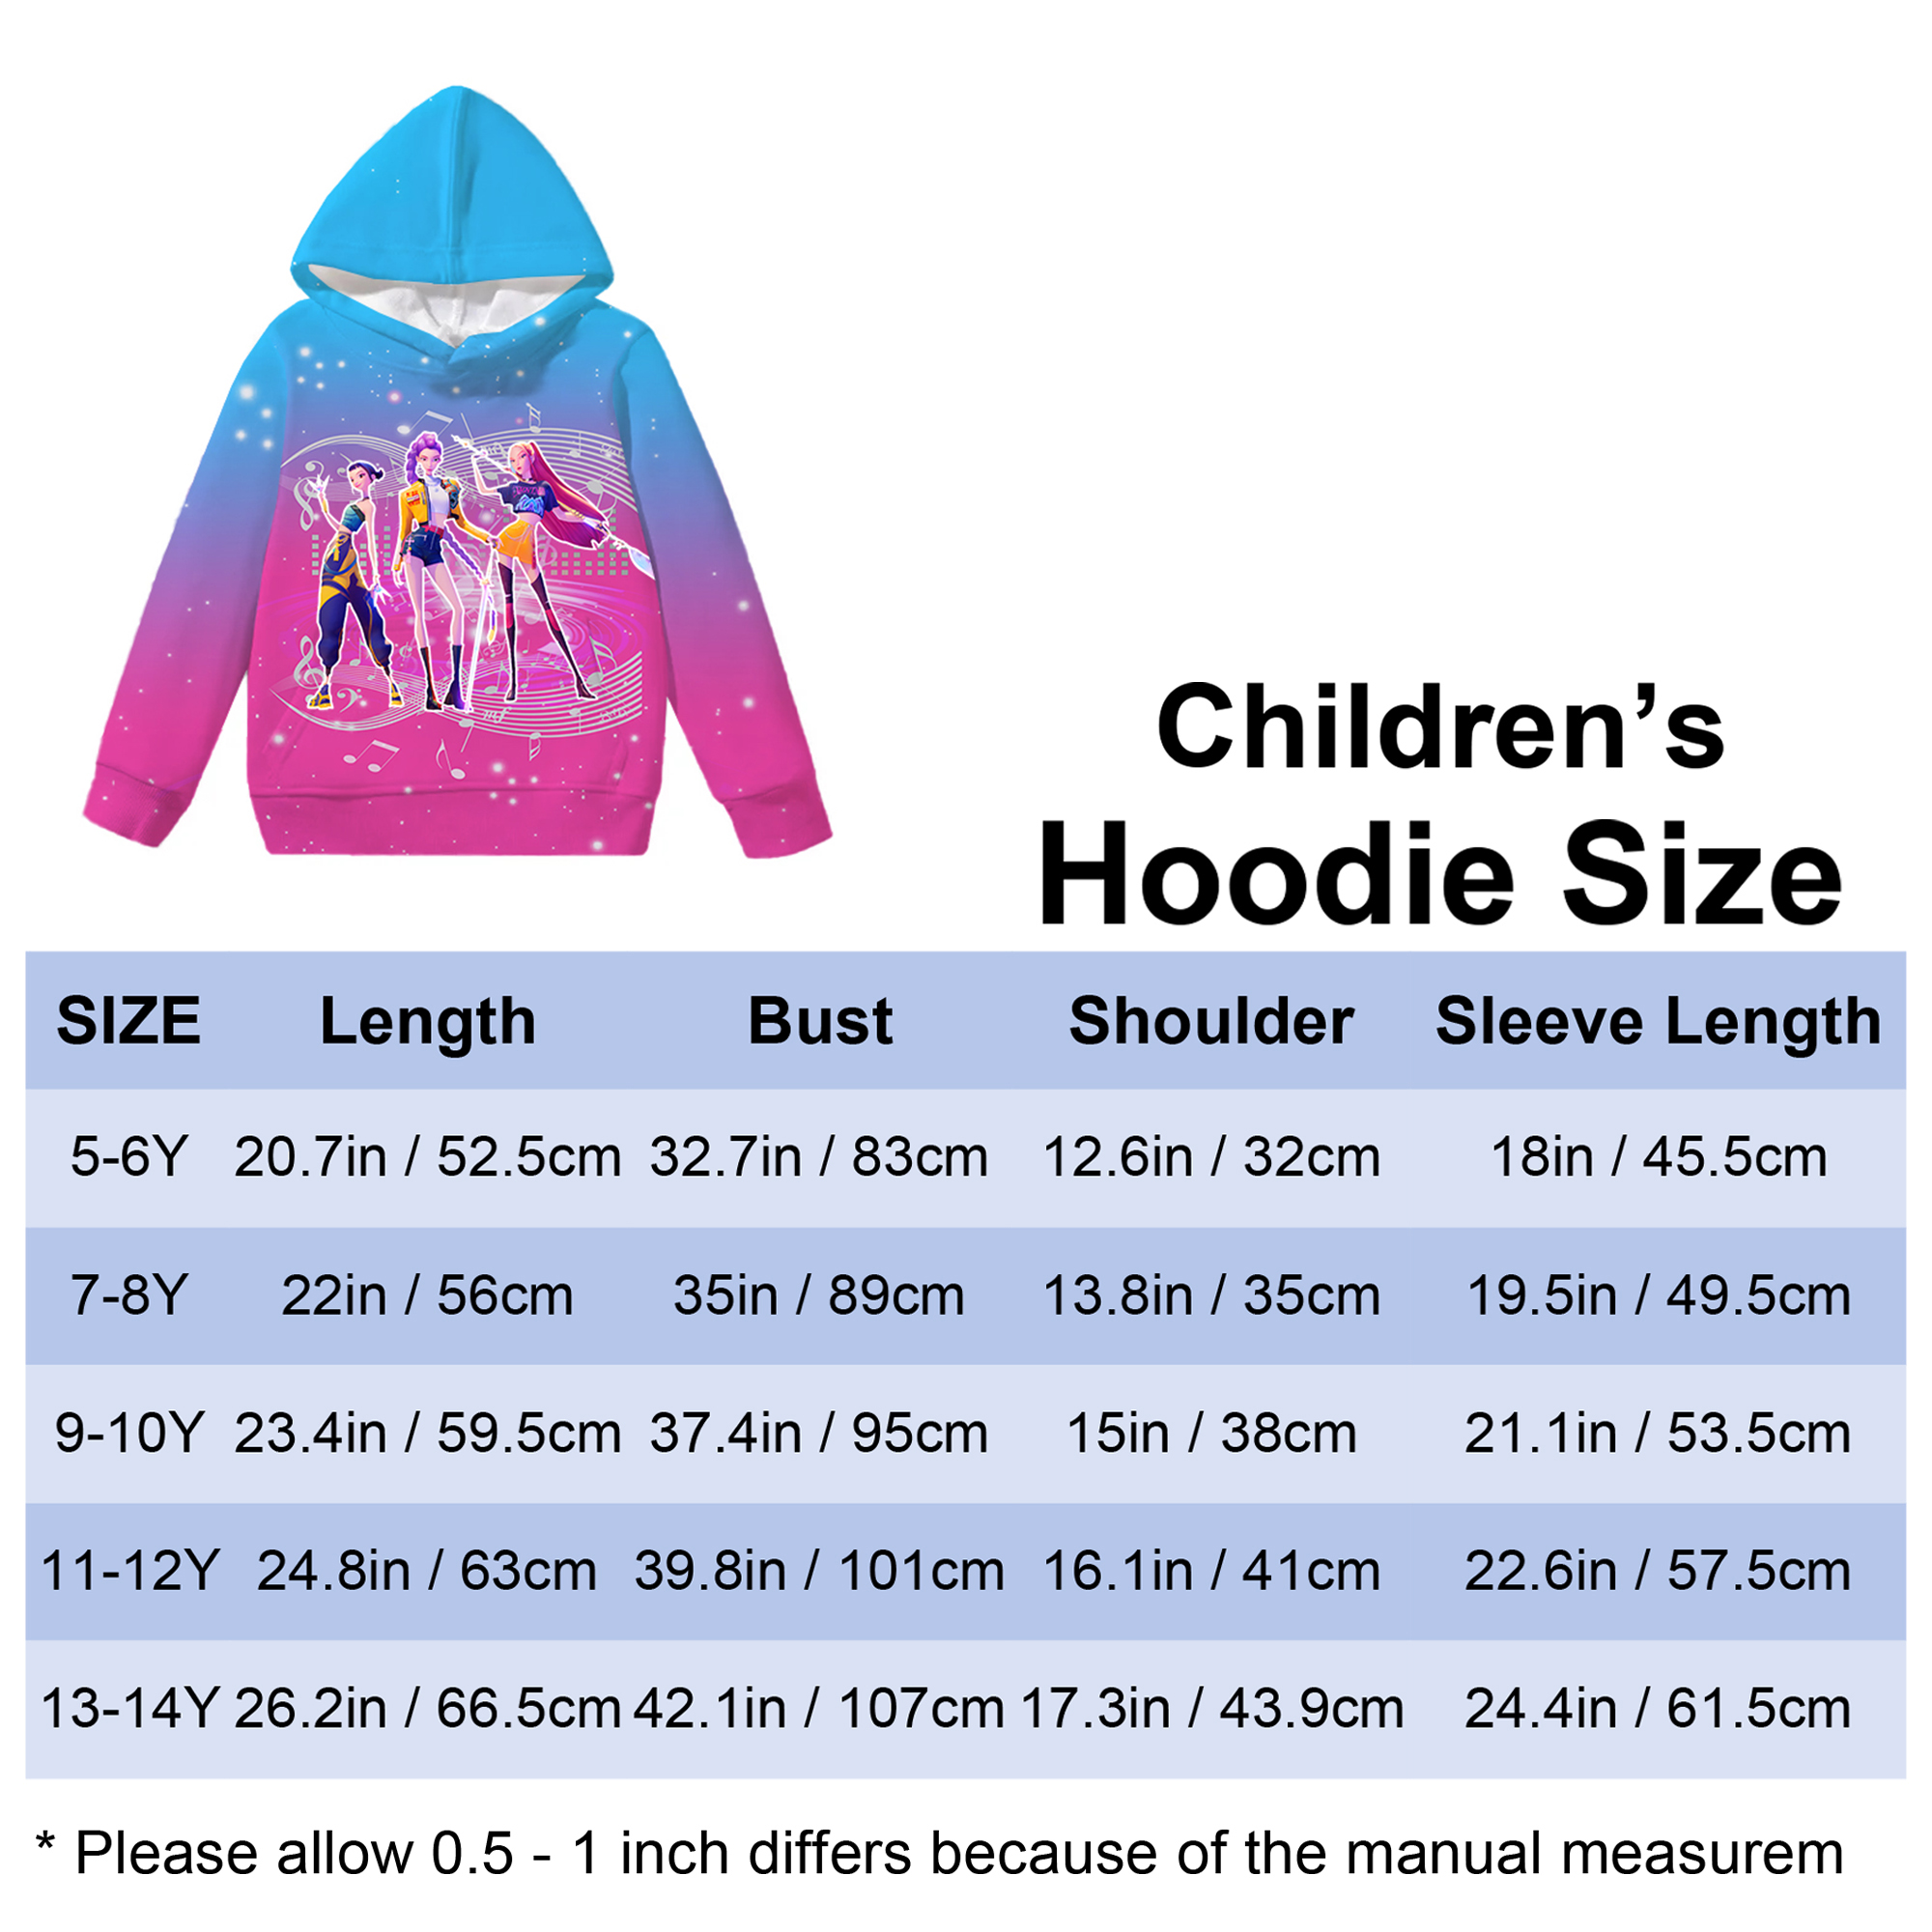 Children’s
Hoodie Size
SIZE Length Bust Shoulder Sleeve Length
5-6Y 20.7in / 52.5cm 32.7in / 83cm 12.6in / 32cm 18in / 45.5cm
7-8Y 22in / 56cm 35in / 89cm 13.8in / 35cm 19.5in / 49.5cm
9-10Y 23.4in / 59.5cm 37.4in / 95cm 15in / 38cm 21.1in / 53.5cm
11-12Y 24.8in / 63cm 39.8in / 101cm 16.1in / 41cm 22.6in / 57.5cm
13-14Y 26.2in / 66.5cm 42.1in / 107cm 17.3in / 43.9cm 24.4in / 61.5cm
* Please allow 0.5 - 1 inch differs because of the manual measurem